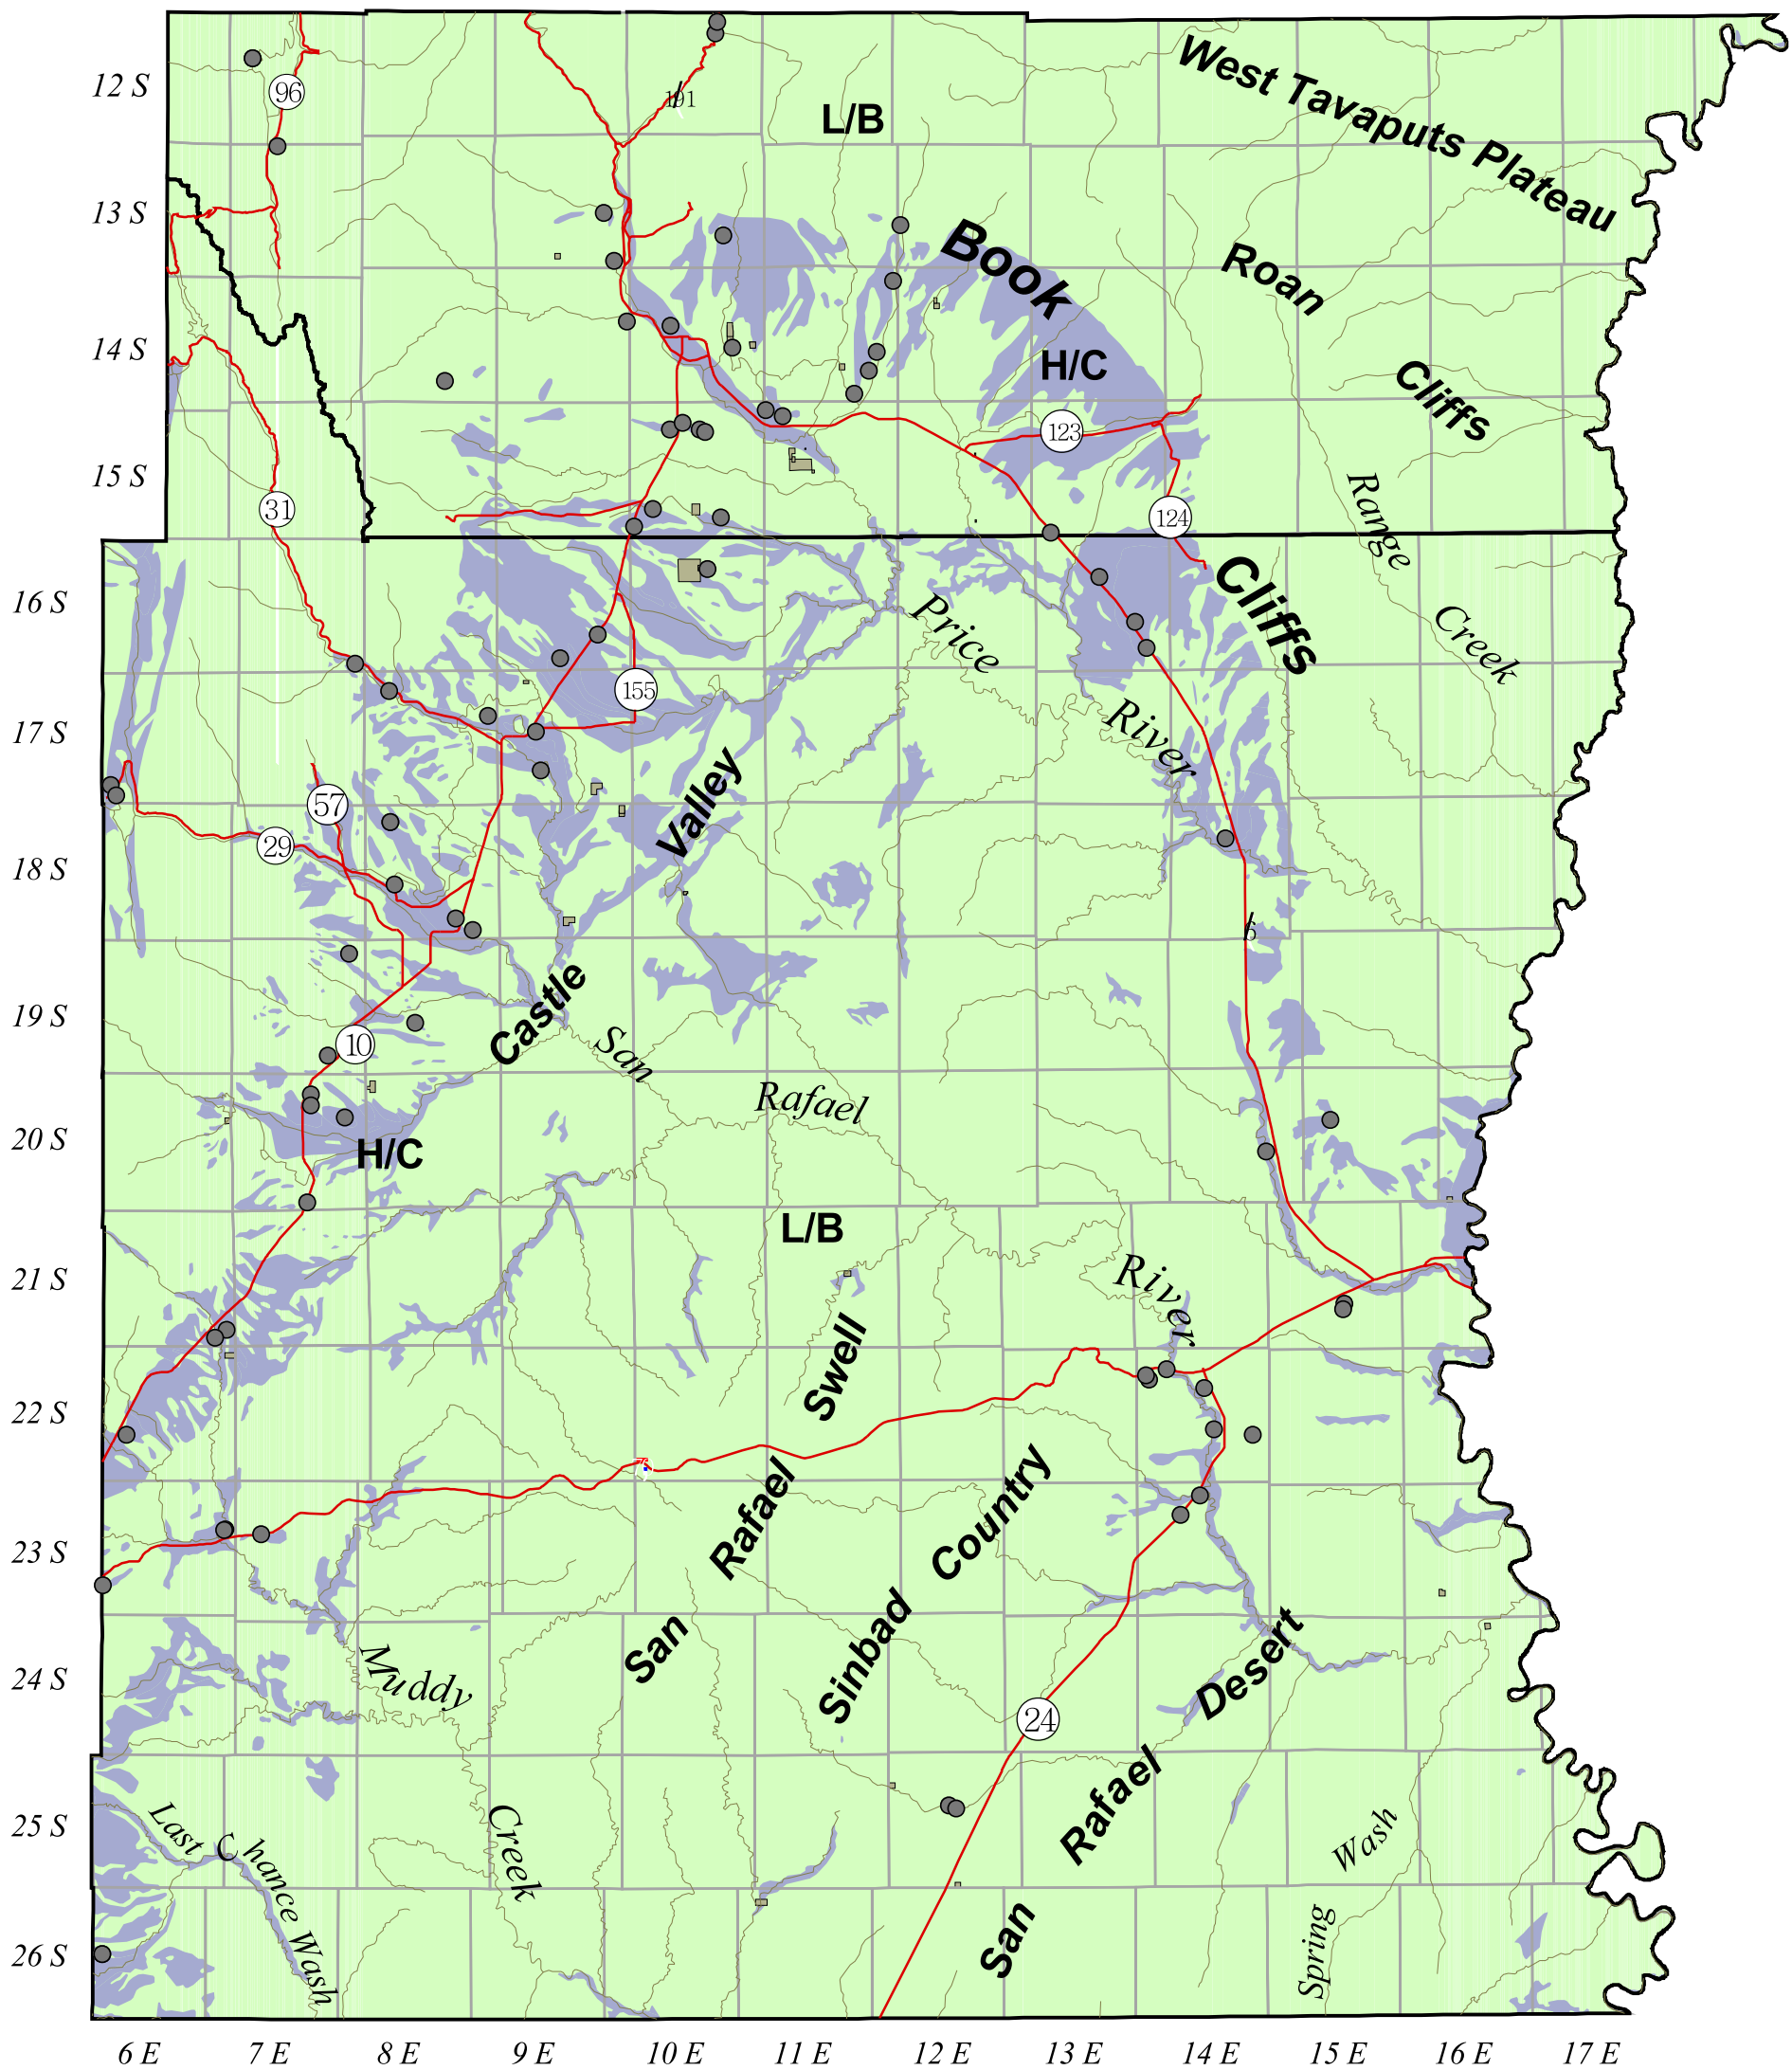 West Tavaputs Plateau
12 S
96
191
L/B
13 S
Book
Roan
14 S
H/C
Cliffs
123
15 S
Range
31
124
Cliffs
16 S
Price
Creek
155
17 S
River
Valley
57
29
18 S
6
Castle
19 S
10
San
Rafael
20 S
H/C
L/B
21 S
River
Swell
22 S
Rafael
Country
23 S
San
Sinbad
Desert
24 S
Muddy
24
Rafael
25 S
Last Chance Wash
Creek
Wash
26 S
San
Spring
6 E
7 E
8 E
9 E
10 E
11 E
12 E
13 E
14 E
15 E
16 E
17 E